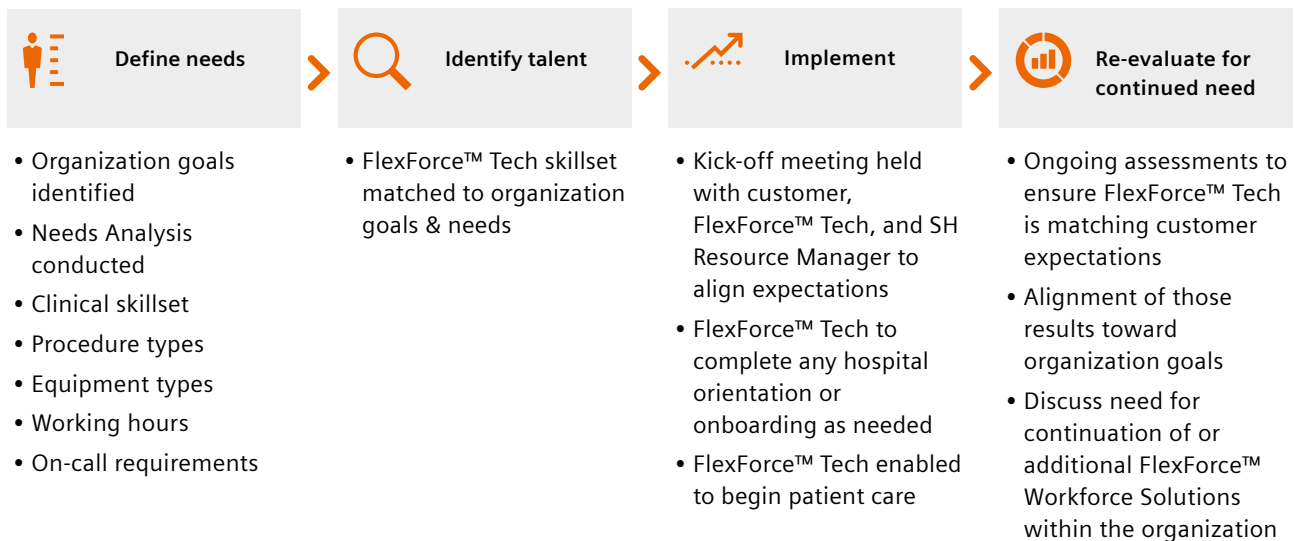 Define needs
• Organization goals
identified
• Needs Analysis
conducted
• Clinical skillset
• Procedure types
• Equipment types
• Working hours
• On-call requirements
Identify talent
• FlexForce™ Tech skillset
matched to organization
goals & needs
Implement
• Kick-off meeting held
with customer,
FlexForce™ Tech, and SH
Resource Manager to
align expectations
• FlexForce™ Tech to
complete any hospital
orientation or
onboarding as needed
• FlexForce™ Tech enabled
to begin patient care
Re-evaluate for
continued need
• Ongoing assessments to
ensure FlexForce™ Tech
is matching customer
expectations
• Alignment of those
results toward
organization goals
• Discuss need for
continuation of or
additional FlexForce™
Workforce Solutions
within the organization